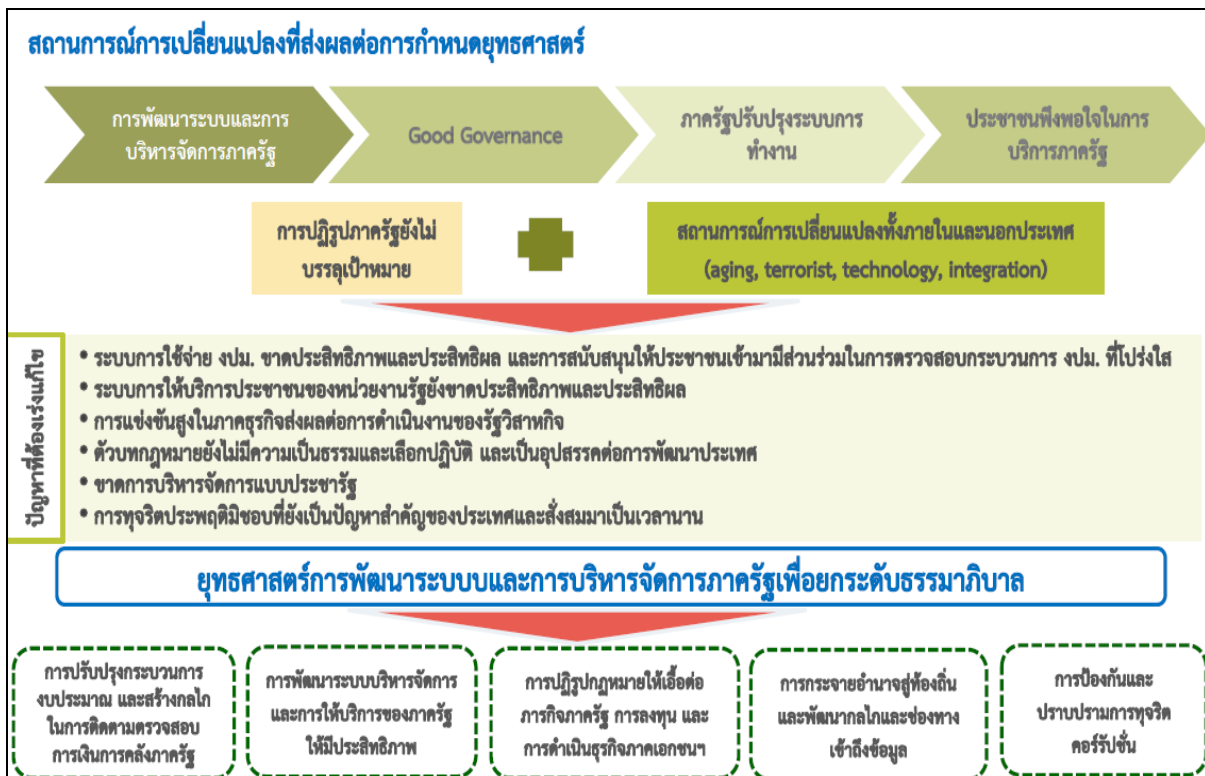 สถานการณ์การเปลี่ยนแปลงที่ส่งผลต่อการกำหนดยุทธศาสตร์
การพัฒนาระบบและการ
บริหารจัดการภาครัฐ
Good Governance
ภาครัฐปรับปรุงระบบการ
ทำงาน
ประชาชนพึงพอใจในการ
บริการภาครัฐ
การปฏิรูปภาครัฐยังไม่
บรรลุเป้าหมาย
สถานการณ์การเปลี่ยนแปลงทั้งภายในและนอกประเทศ
(aging, terrorist, technology, integration)
ปัญหาที่ต้องเร่งแก้ไข
• ระบบการใช้จ่าย งปม. ขาดประสิทธิภาพและประสิทธิผล และการสนับสนุนให้ประชาชนเข้ามามีส่วนร่วมในการตรวจสอบกระบวนการ งปม. ที่โปร่งใส
• ระบบการให้บริการประชาชนของหน่วยงานรัฐยังขาดประสิทธิภาพและประสิทธิผล
• การแข่งขันสูงในภาคธุรกิจส่งผลต่อการดำเนินงานของรัฐวิสาหกิจ
• ตัวบทกฎหมายยังไม่มีความเป็นธรรมและเลือกปฏิบัติ และเป็นอุปสรรคต่อการพัฒนาประเทศ
• ขาดการบริหารจัดการแบบประชารัฐ
• การทุจริตประพฤติมิชอบที่ยังเป็นปัญหาสำคัญของประเทศและสั่งสมมาเป็นเวลานาน
ยุทธศาสตร์การพัฒนาระบบบและการบริหารจัดการภาครัฐเพื่อยกระดับธรรมาภิบาล
การปรับปรุงกระบวนการ
งบประมาณ และสร้างกลไก
ในการติดตามตรวจสอบ
การเงินการคลังภาครัฐ
การพัฒนาระบบบริหารจัดการ
และการให้บริการของภาครัฐ
ให้มีประสิทธิภาพ
การปฏิรูปกฎหมายให้เอื้อต่อ
ภารกิจภาครัฐ การลงทุน และ
การดำเนินธุรกิจภาคเอกชนฯ
การกระจายอำนาจสู่ท้องถิ่น
และพัฒนากลไกและช่องทาง
เข้าถึงข้อมูล
การป้องกันและ
ปราบปรามการทุจริต
คอร์รัปชั่น